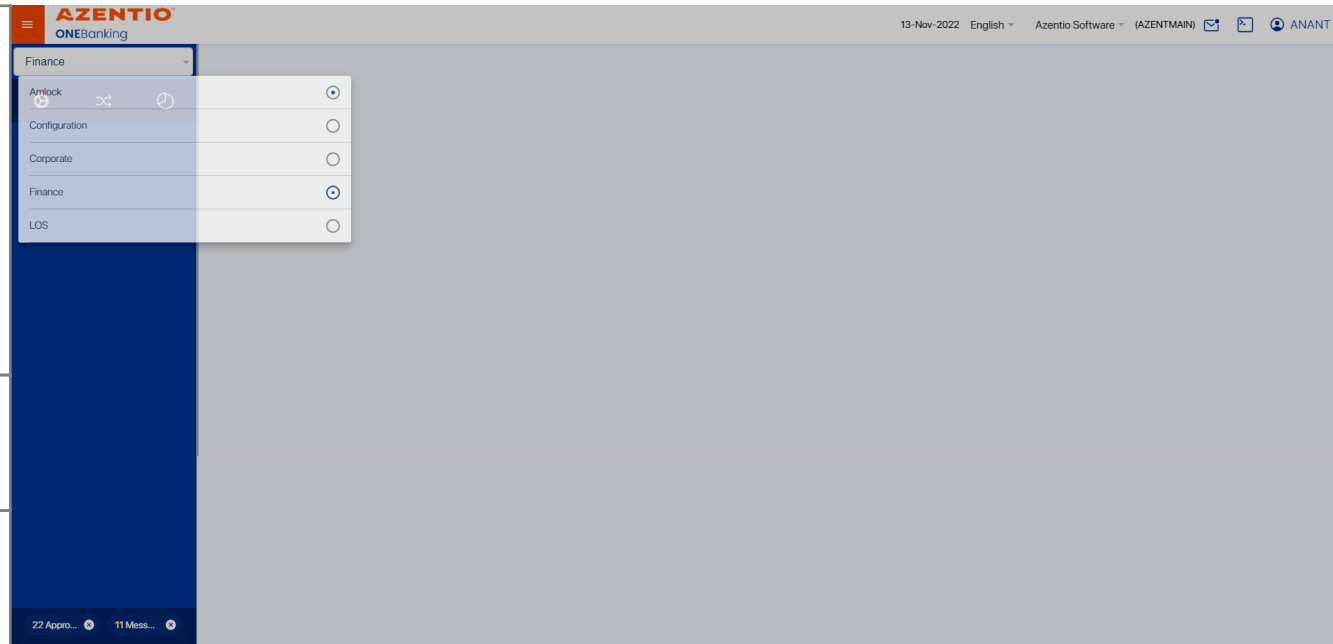 AZENTIO™
ONEBanking
13-Nov-2022 English Azentio Software (AZENTMAIN) ANANT
Finance
Amlock
Configuration
Corporate
Finance
LOS
22 Appro... 11 Mess...